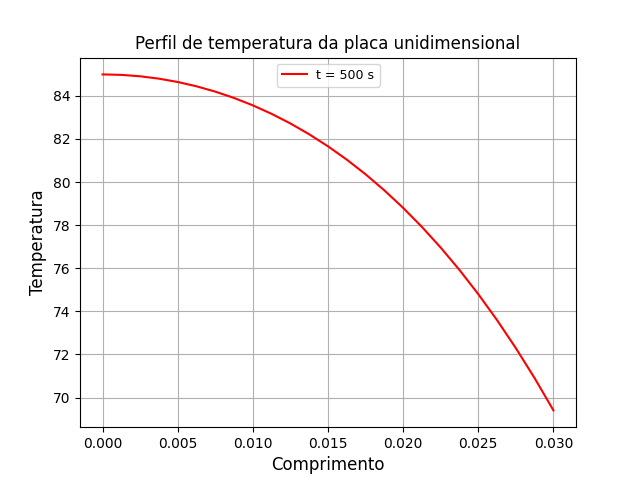 Perfil de temperatura da placa unidimensional
t = 500 s
84
82
80
78
76
74
72
70
Temperatura
0.000 0.005 0.010 0.015 0.020 0.025 0.030
Comprimento